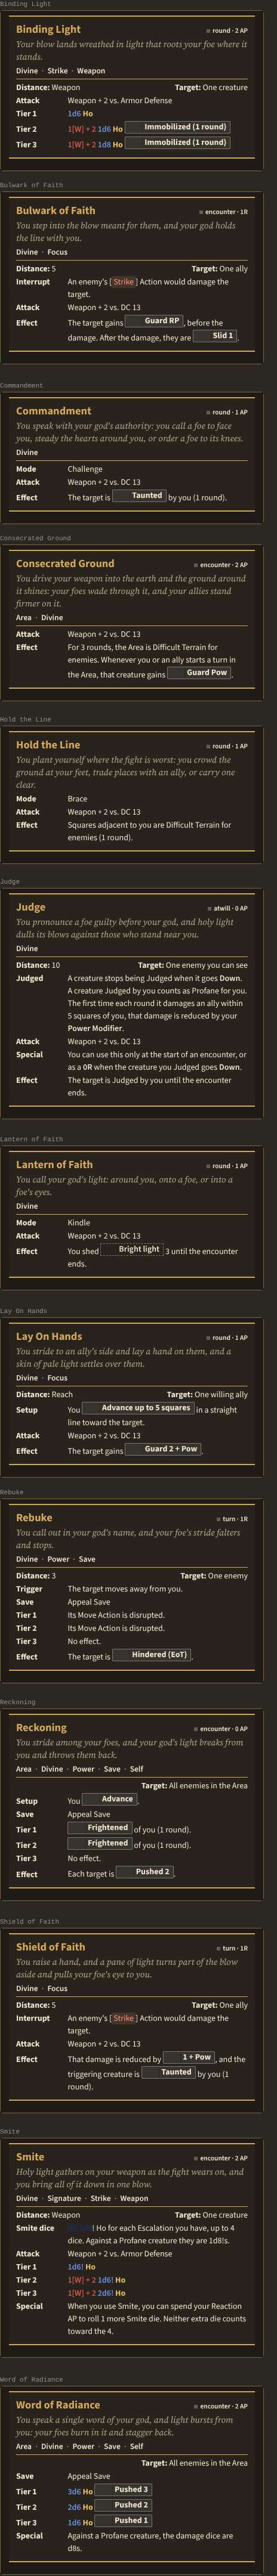 Binding Light
Binding Light
round · 2 AP
Your blow lands wreathed in light that roots your foe where it
stands.
Divine · Strike · Weapon
Distance: Weapon Target: One creature
Attack Weapon + 2 vs. Armor Defense
Tier 1 1d6 Ho
Tier 2 1[W] + 2 1d6 Ho Immobilized (1 round)
Tier 3 1[W] + 2 1d8 Ho Immobilized (1 round)
Bulwark of Faith
Bulwark of Faith
encounter · 1R
You step into the blow meant for them, and your god holds
the line with you.
Divine · Focus
Distance: 5 Target: One ally
Interrupt An enemy's [Strike] Action would damage the
target.
Attack Weapon + 2 vs. DC 13
Effect The target gains Guard RP, before the
damage. After the damage, they are Slid 1.
Commandment
Commandment
round · 1 AP
You speak with your god's authority: you call a foe to face
you, steady the hearts around you, or order a foe to its knees.
Divine
Mode Challenge
Attack Weapon + 2 vs. DC 13
Effect The target is Taunted by you (1 round).
Consecrated Ground
Consecrated Ground
encounter · 2 AP
You drive your weapon into the earth and the ground around
it shines: your foes wade through it, and your allies stand
firmer on it.
Area · Divine
Attack Weapon + 2 vs. DC 13
Effect For 3 rounds, the Area is Difficult Terrain for
enemies. Whenever you or an ally starts a turn in
the Area, that creature gains Guard Pow.
Hold the Line
Hold the Line
round · 1 AP
You plant yourself where the fight is worst: you crowd the
ground at your feet, trade places with an ally, or carry one
clear.
Mode Brace
Attack Weapon + 2 vs. DC 13
Effect Squares adjacent to you are Difficult Terrain for
enemies (1 round).
Judge
Judge
atwill · 0 AP
You pronounce a foe guilty before your god, and holy light
dulls its blows against those who stand near you.
Divine
Distance: 10 Target: One enemy you can see
Judged A creature stops being Judged when it goes Down.
A creature Judged by you counts as Profane for you.
The first time each round it damages an ally within
5 squares of you, that damage is reduced by your
Power Modifier.
Attack Weapon + 2 vs. DC 13
Special You can use this only at the start of an encounter, or
as a 0R when the creature you Judged goes Down.
Effect The target is Judged by you until the encounter
ends.
Lantern of Faith
Lantern of Faith
round · 1 AP
You call your god's light: around you, onto a foe, or into a
foe's eyes.
Divine
Mode Kindle
Attack Weapon + 2 vs. DC 13
Effect You shed Bright light 3 until the encounter
ends.
Lay On Hands
Lay On Hands
round · 1 AP
You stride to an ally's side and lay a hand on them, and a
skin of pale light settles over them.
Divine · Focus
Distance: Reach Target: One willing ally
Setup You Advance up to 5 squares in a straight
line toward the target.
Attack Weapon + 2 vs. DC 13
Effect The target gains Guard 2 + Pow.
Rebuke
Rebuke
turn · 1R
You call out in your god's name, and your foe's stride falters
and stops.
Divine · Power · Save
Distance: 3 Target: One enemy
Trigger The target moves away from you.
Save Appeal Save
Tier 1 Its Move Action is disrupted.
Tier 2 Its Move Action is disrupted.
Tier 3 No effect.
Effect The target is Hindered (EoT).
Reckoning
Reckoning
encounter · 0 AP
You stride among your foes, and your god's light breaks from
you and throws them back.
Area · Divine · Power · Save · Self
Target: All enemies in the Area
Setup You Advance.
Save Appeal Save
Tier 1 Frightened of you (1 round).
Tier 2 Frightened of you (1 round).
Tier 3 No effect.
Effect Each target is Pushed 2.
Shield of Faith
Shield of Faith
turn · 1R
You raise a hand, and a pane of light turns part of the blow
aside and pulls your foe's eye to you.
Divine · Focus
Distance: 5 Target: One ally
Interrupt An enemy's [Strike] Action would damage the
target.
Attack Weapon + 2 vs. DC 13
Effect That damage is reduced by 1 + Pow, and the
triggering creature is Taunted by you (1
round).
Smite
Smite
encounter · 2 AP
Holy light gathers on your weapon as the fight wears on, and
you bring all of it down in one blow.
Divine · Signature · Strike · Weapon
Distance: Weapon Target: One creature
Smite dice ! Ho for each Escalation you have, up to 4
dice. Against a Profane creature they are 1d8!s.
Attack Weapon + 2 vs. Armor Defense
Tier 1 1d6! Ho
Tier 2 1[W] + 2 1d6! Ho
Tier 3 1[W] + 2 2d6! Ho
Special When you use Smite, you can spend your Reaction
AP to roll 1 more Smite die. Neither extra die counts
toward the 4.
Word of Radiance
Word of Radiance
encounter · 2 AP
You speak a single word of your god, and light bursts from
you: your foes burn in it and stagger back.
Area · Divine · Power · Save · Self
Target: All enemies in the Area
Save Appeal Save
Tier 1 3d6 Ho Pushed 3
Tier 2 2d6 Ho Pushed 2
Tier 3 1d6 Ho Pushed 1
Special Against a Profane creature, the damage dice are
d8s.